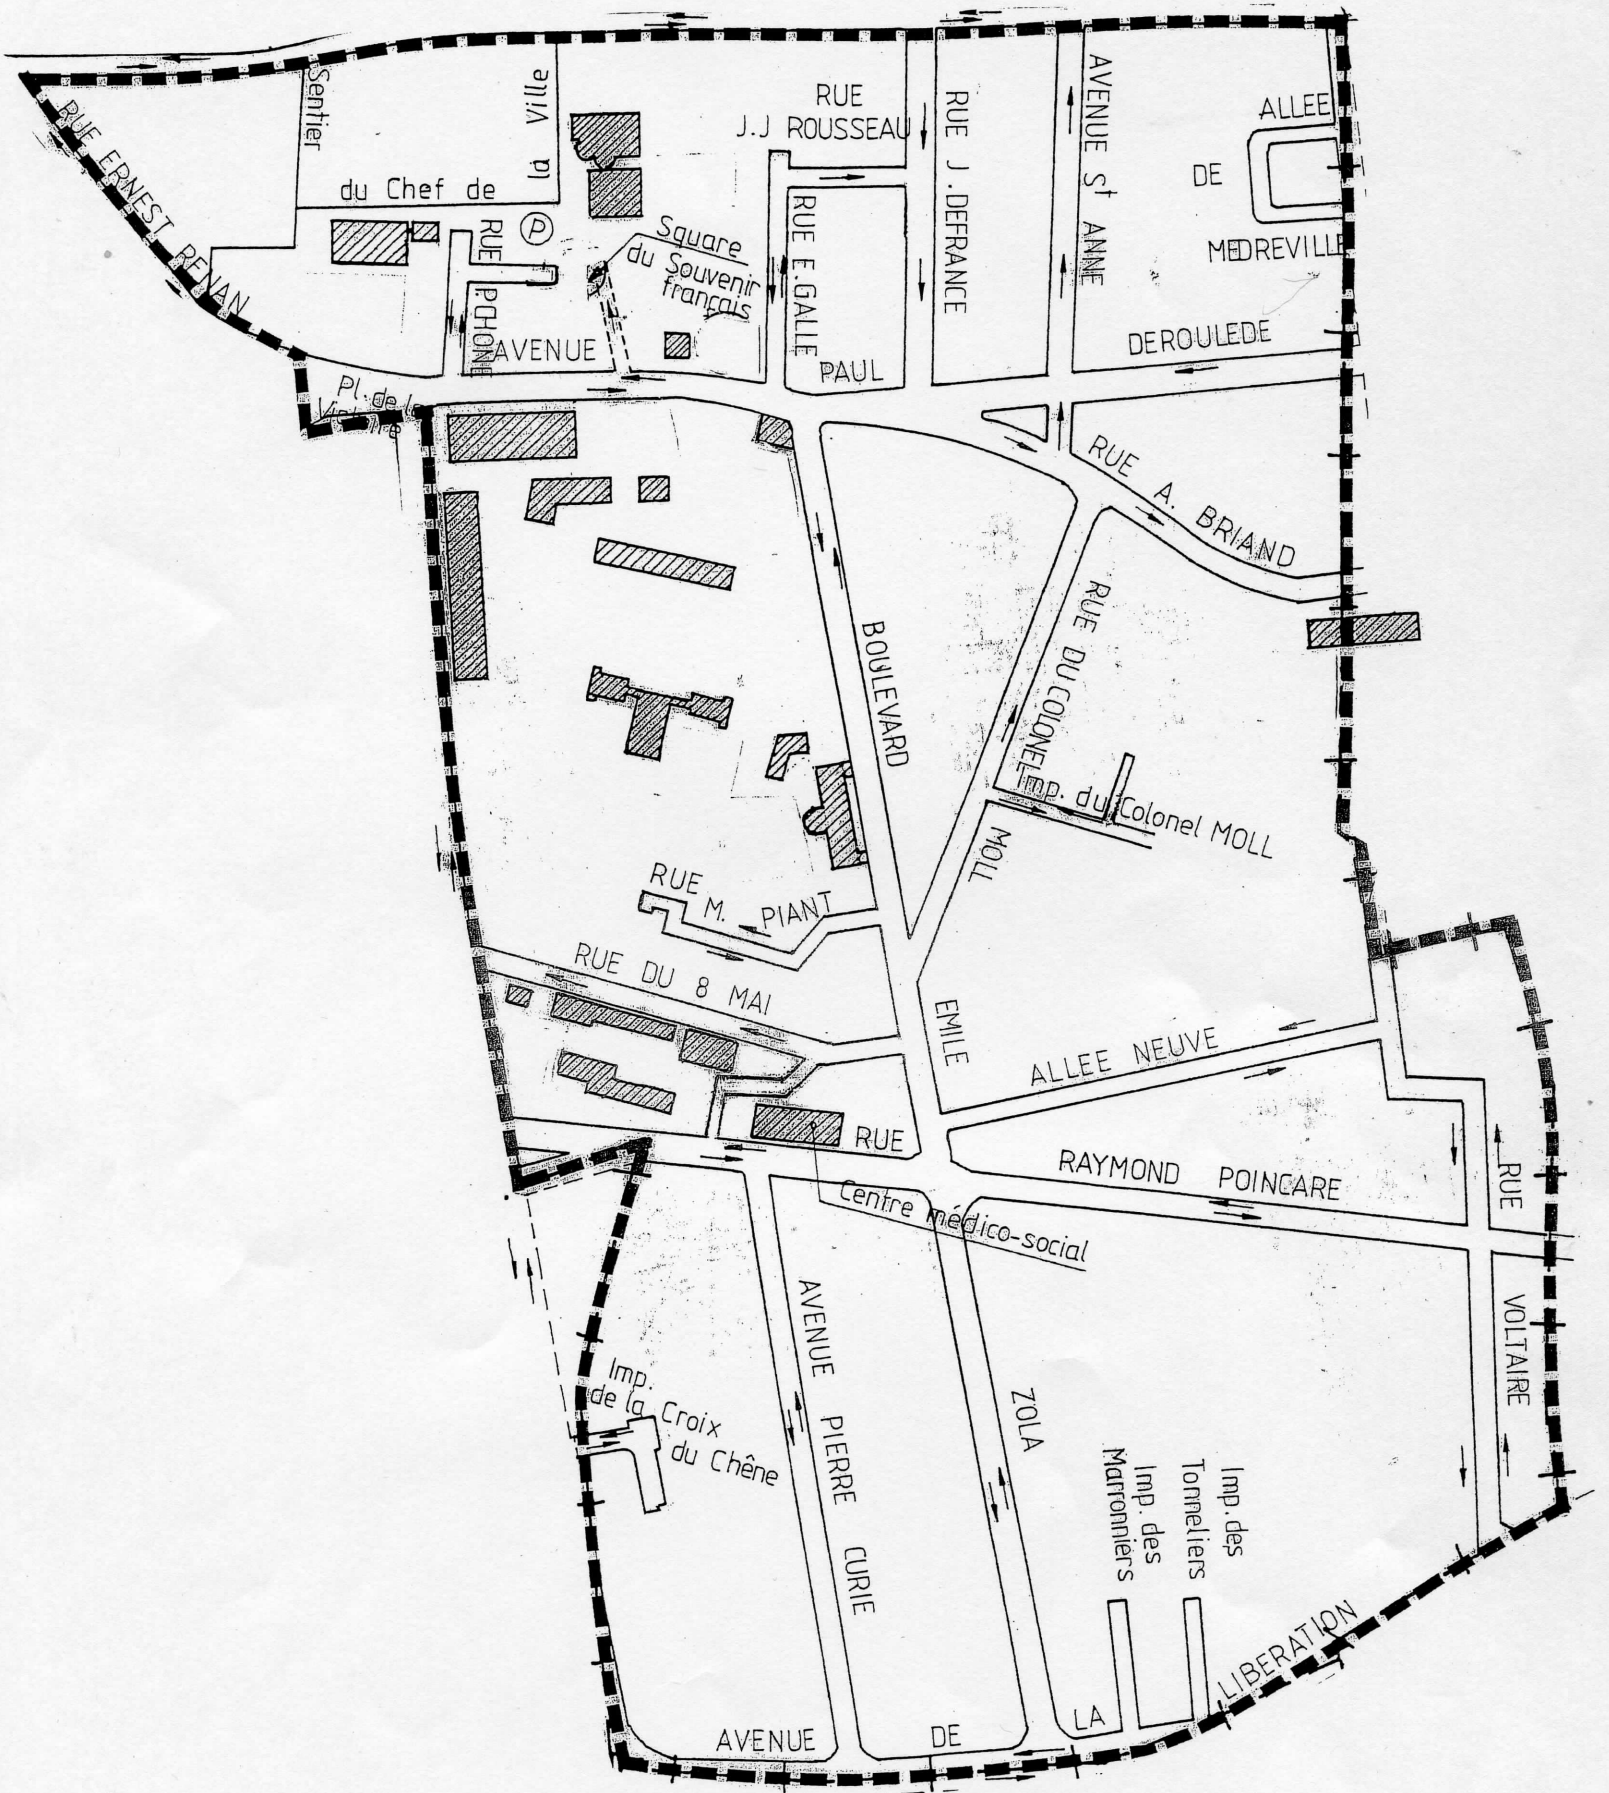 RUE ERNEST RENAN
Sentier
du Chef de
la Ville
RUE
J.J ROUSSEAU
RUE J.DEFRANCE
AVENUE St ANNE
ALLEE
DE
MEDREVILLE
RUE PICHONE
P
Square
du Souvenir
français
RUE E.GALLE
AVENUE
PAUL
DEROULEDE
Pl. de la
Victoire
RUE A. BRIAND
BOULEVARD
RUE DU COLONEL
MOLL
Imp. du Colonel MOLL
RUE M. PIANT
RUE DU 8 MAI
EMILE
ALLEE NEUVE
RUE
RAYMOND POINCARE
Centre médico-social
RUE
VOLTAIRE
AVENUE PIERRE CURIE
ZOLA
Imp.
de la Croix
du Chêne
Imp. des
Marronniers
Imp. des
Tonneliers
AVENUE
DE
LA
LIBERATION